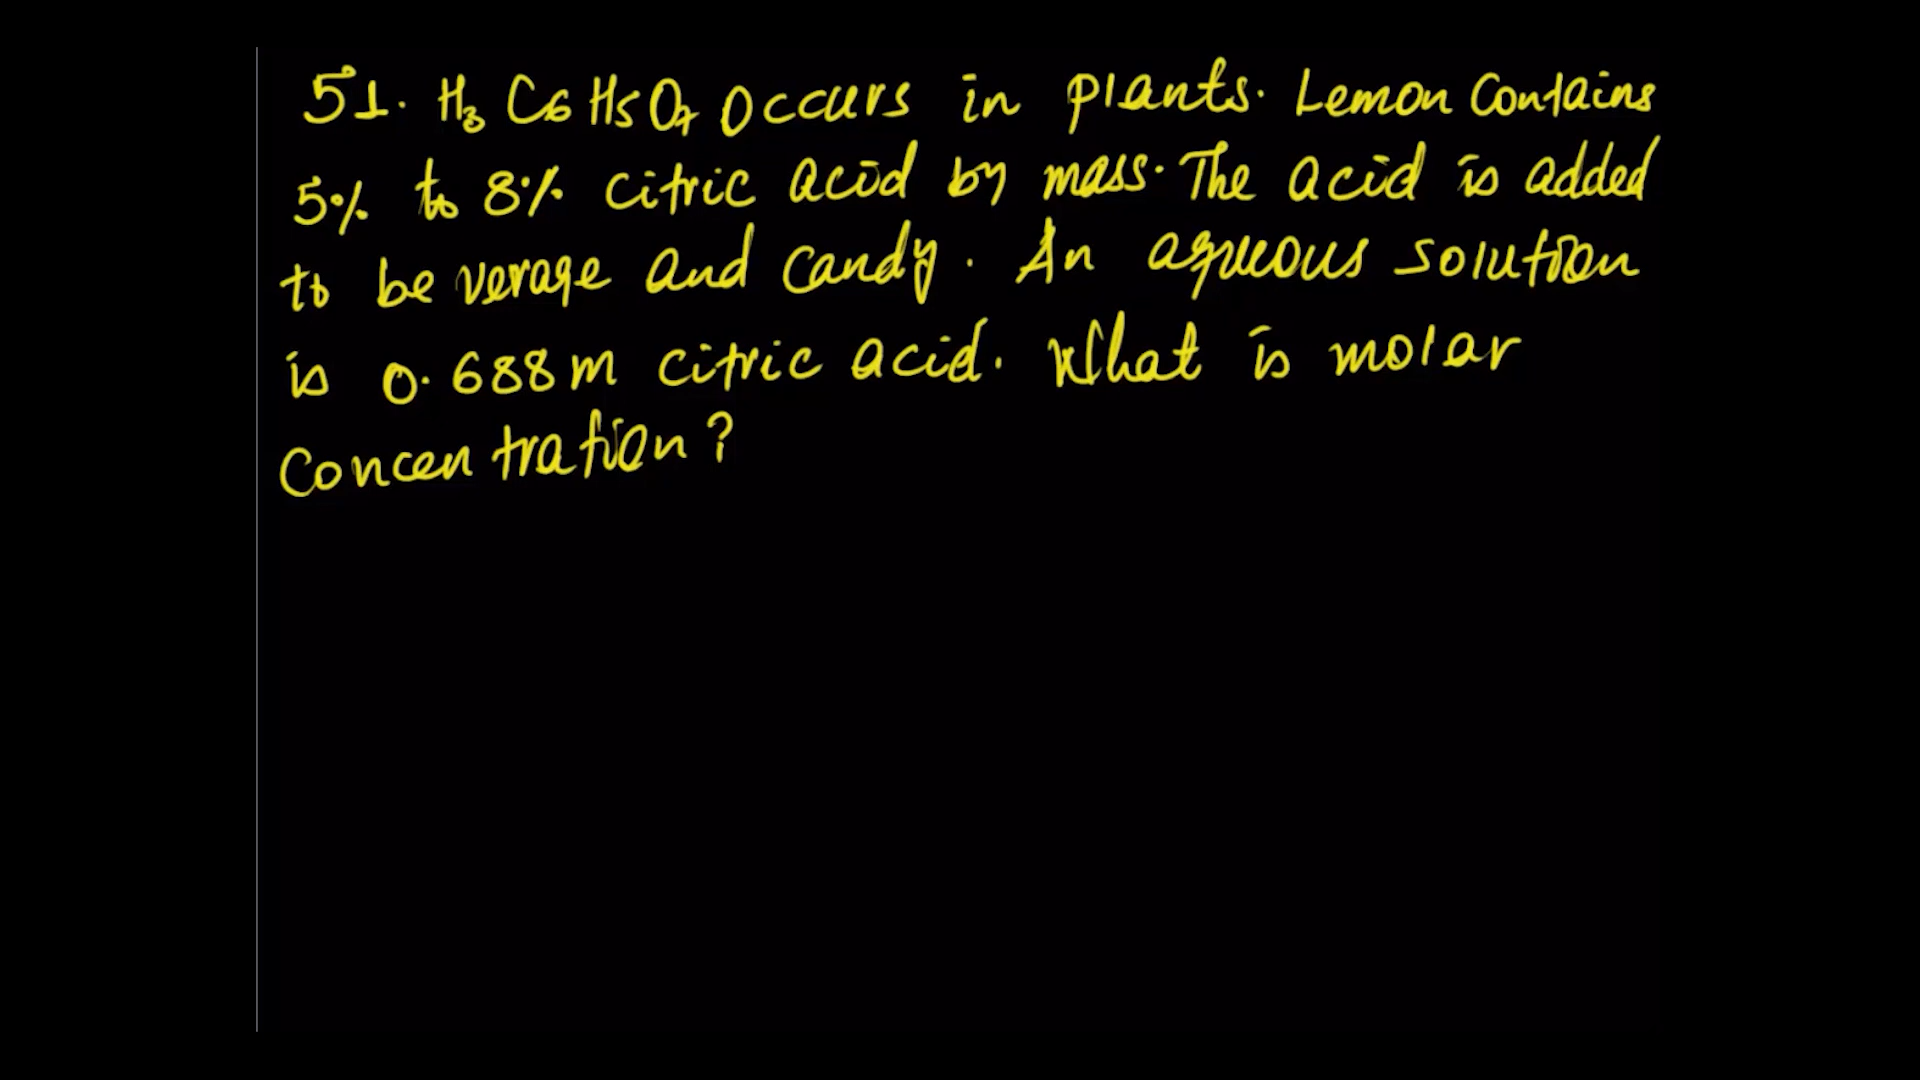 51. H₃ C₆ H₅ O₇ occurs in plants. Lemon Contains
5% to 8% citric acid by mass. The acid is added
to beverage and candy. An aqueous solution
is 0.688 m citric acid. What is molar
Concentration?